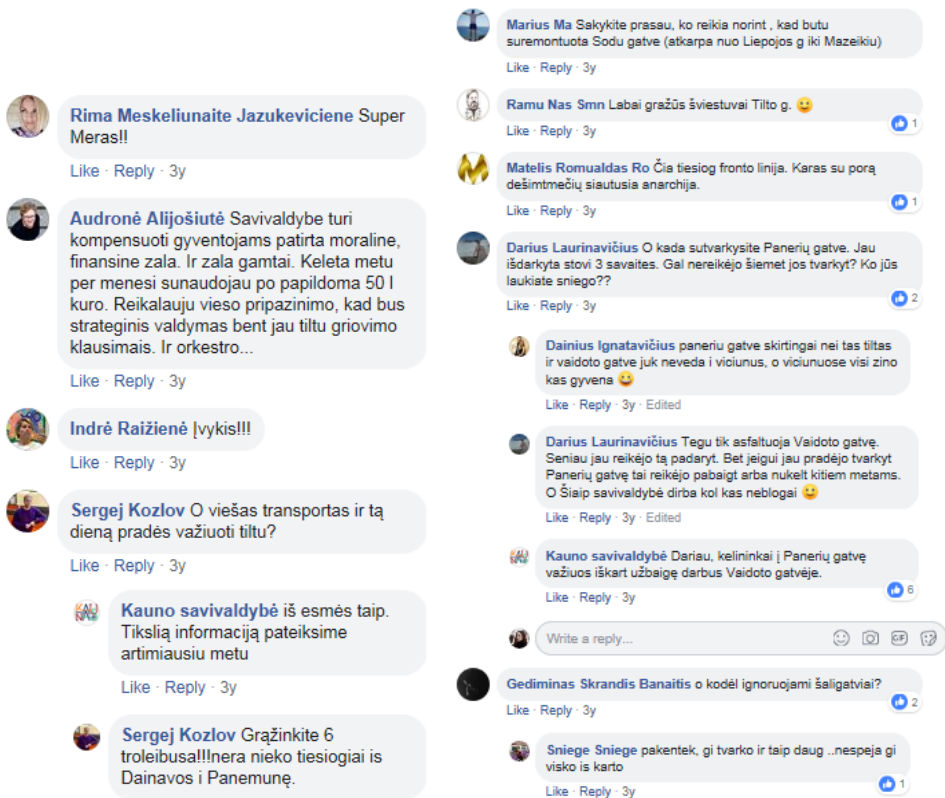 Rima Meskeliunaite Jazukeviciene Super
Meras!!
Like · Reply · 3y
Audronė Alijošiutė Savivaldybe turi
kompensuoti gyventojams patirta moraline,
finansine zala. Ir zala gamtai. Keleta metu
per menesi sunaudojau po papildoma 50 l
kuro. Reikalauju vieso pripazinimo, kad bus
strateginis valdymas bent jau tiltu griovimo
klausimais. Ir orkestro...
Like · Reply · 3y
Indrė Raižienė Įvykis!!!
Like · Reply · 3y
Sergej Kozlov O viešas transportas ir tą
dieną pradės važiuoti tiltu?
Like · Reply · 3y
Kauno savivaldybė iš esmės taip.
Tikslią informaciją pateiksime
artimiausiu metu
Like · Reply · 3y
Sergej Kozlov Grąžinkite 6
troleibusa!!!nera nieko tiesiogiai is
Dainavos i Panemunę.
Marius Ma Sakykite prasau, ko reikia norint , kad butu
suremontuota Sodu gatve (atkarpa nuo Liepojos g iki Mazeikiu)
Like · Reply · 3y
Ramu Nas Smn Labai gražūs šviestuvai Tilto g.
1
Like · Reply · 3y
Matelis Romualdas Ro Čia tiesiog fronto linija. Karas su porą
dešimtmečių siautusia anarchija.
1
Like · Reply · 3y
Darius Laurinavičius O kada sutvarkysite Panerių gatve. Jau
išdarkyta stovi 3 savaites. Gal nereikėjo šiemet jos tvarkyt? Ko jūs
laukiate sniego??
2
Like · Reply · 3y
Dainius Ignatavičius paneriu gatve skirtingai nei tas tiltas
ir vaidoto gatve juk neveda i viciunus, o viciunuose visi zino
kas gyvena
Like · Reply · 3y · Edited
Darius Laurinavičius Tegu tik asfaltuoja Vaidoto gatvę.
Seniau jau reikėjo tą padaryt. Bet jeigu jau pradėjo tvarkyt
Panerių gatvę tai reikėjo pabaigt arba nukelt kitiem metams.
O Šiaip savivaldybė dirba kol kas neblogai
Like · Reply · 3y · Edited
Kauno savivaldybė Dariau, kelininkai į Panerių gatvę
važiuos iškart užbaigę darbus Vaidoto gatvėje.
6
Like · Reply · 3y
Write a reply...
GIF
Gediminas Skrandis Banaitis o kodėl ignoruojami šaligatviai?
2
Like · Reply · 3y
Sniege Sniege pakentek, gi tvarko ir taip daug ..nespeja gi
visko is karto
1
Like · Reply · 3y